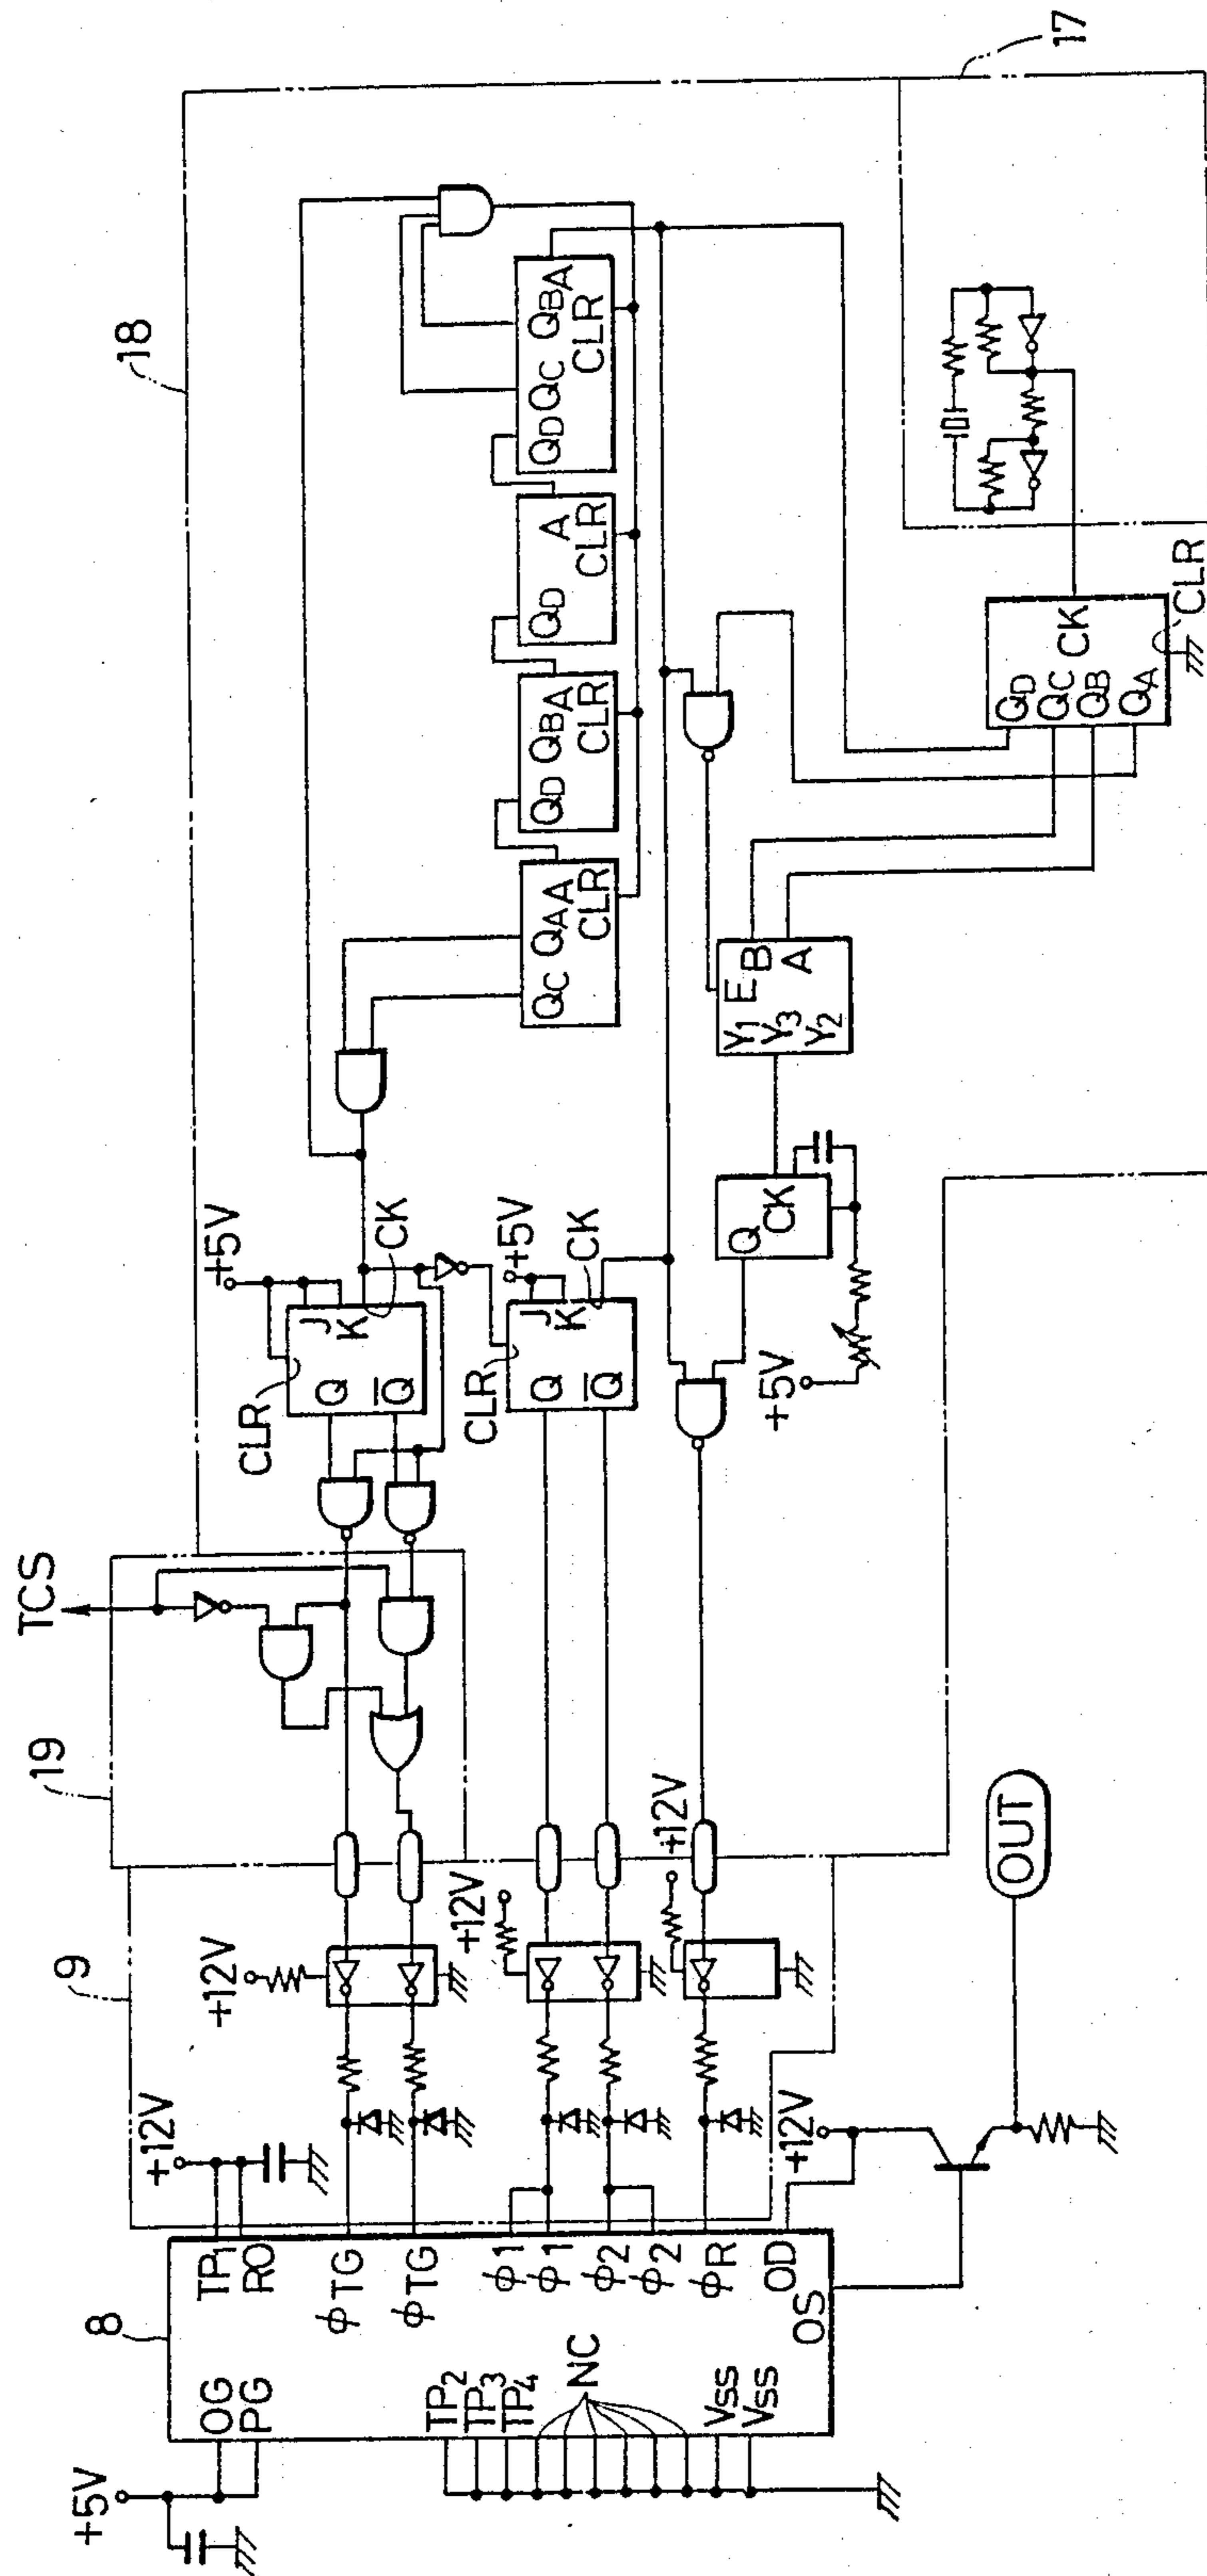 8
+5V
OG
PG
TP2
TP3
TP4
NC
VSS
VSS
TP1
RO
ϕTG
ϕTG
ϕ1
ϕ1
ϕ2
ϕ2
ϕR
OD
OS
+12V
9
+12V
+12V
+12V
+12V
OUT
19
TCS
18
+5V
CLR
J
K
CK
Q
Q̅
+5V
CLR
J
K
CK
Q
Q̅
Q
CK
+5V
Y1
Y3
Y2
E
B
A
QC
QA
A
CLR
QD
QB
A
CLR
QD
A
CLR
QD
QC
QB
A
CLR
QD
QC
QB
QA
CK
CLR
17